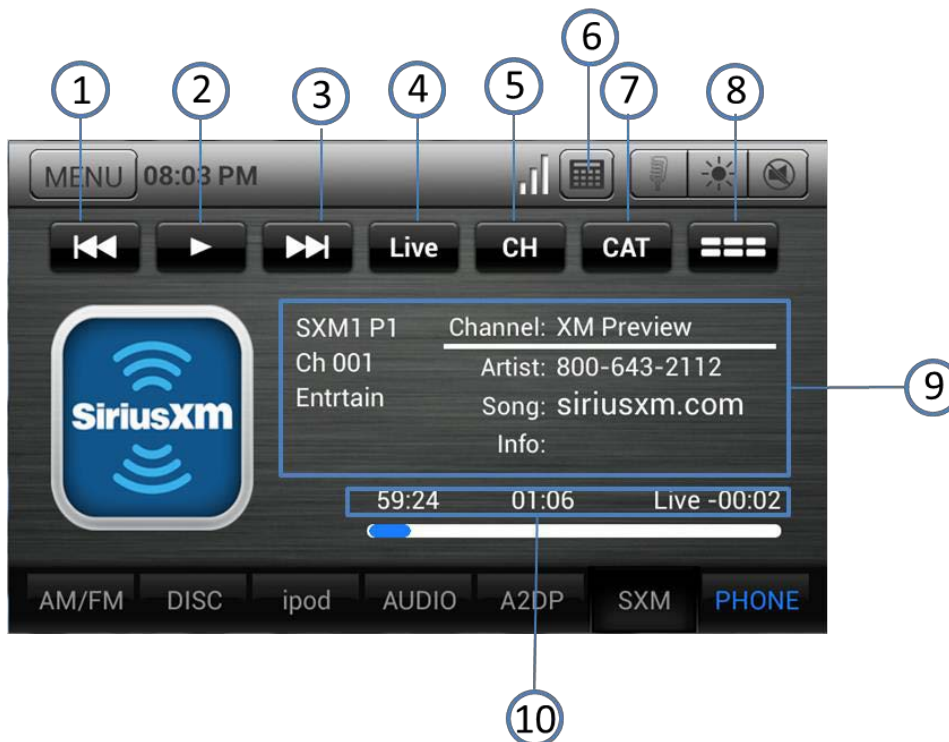 6
1 2 3 4 5 7 8
MENU 08:03 PM
Live CH CAT
SXM1 P1 Channel: XM Preview
Ch 001 Artist: 800-643-2112
Entrtain Song: siriusxm.com
Info:
SiriusXM
9
59:24 01:06 Live -00:02
AM/FM DISC ipod AUDIO A2DP SXM PHONE
10